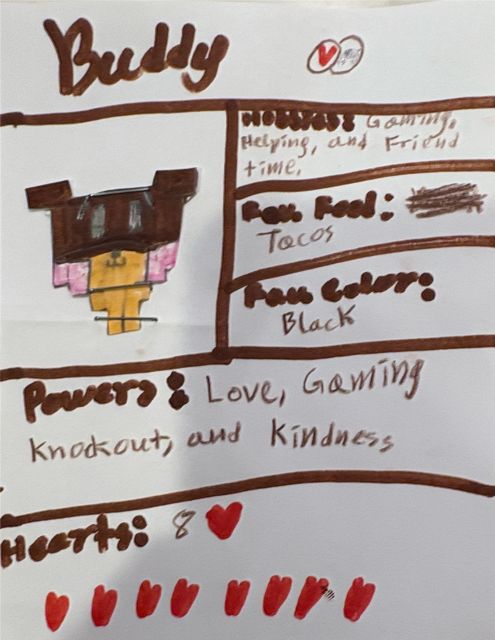 Buddy
Hobbies: Gaming,
Helping, and Friend
time.
Fav Food:
Tacos
Fav Color:
Black
Powers: Love, Gaming
Knockout, and Kindness
Hearts: 8